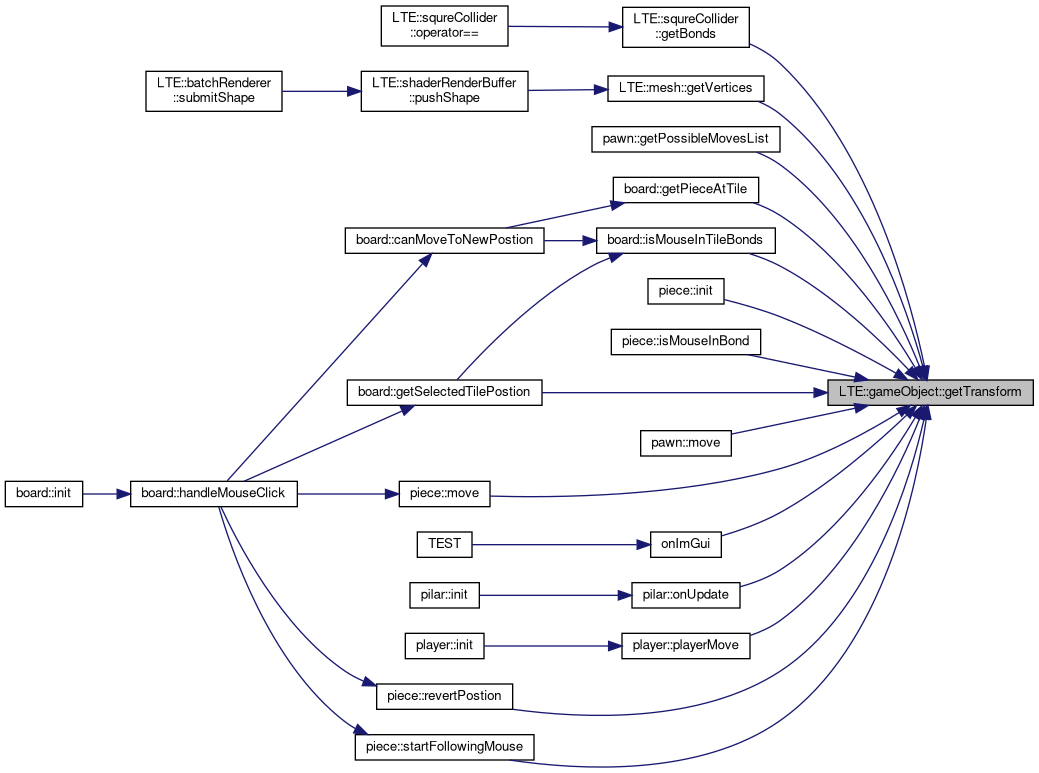 LTE::squreCollider
::operator==
LTE::squreCollider
::getBonds
LTE::batchRenderer
::submitShape
LTE::shaderRenderBuffer
::pushShape
LTE::mesh::getVertices
pawn::getPossibleMovesList
board::getPieceAtTile
board::canMoveToNewPostion
board::isMouseInTileBonds
piece::init
piece::isMouseInBond
board::getSelectedTilePostion
LTE::gameObject::getTransform
pawn::move
board::init
board::handleMouseClick
piece::move
TEST
onImGui
pilar::init
pilar::onUpdate
player::init
player::playerMove
piece::revertPostion
piece::startFollowingMouse